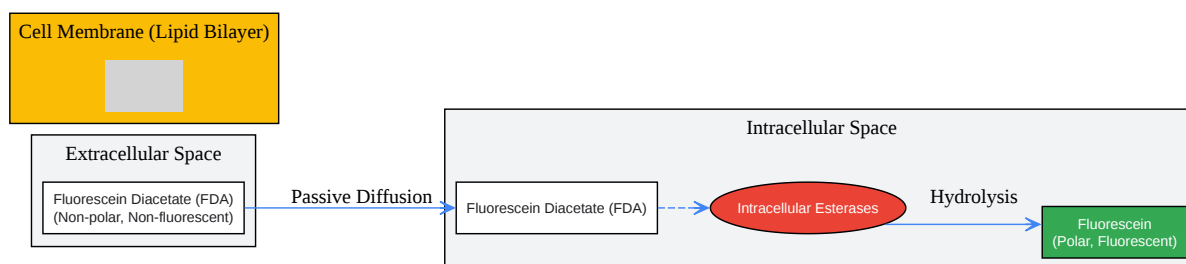 Cell Membrane (Lipid Bilayer)
Extracellular Space
Fluorescein Diacetate (FDA)
(Non-polar, Non-fluorescent)
Passive Diffusion
Intracellular Space
Fluorescein Diacetate (FDA)
Intracellular Esterases
Hydrolysis
Fluorescein
(Polar, Fluorescent)